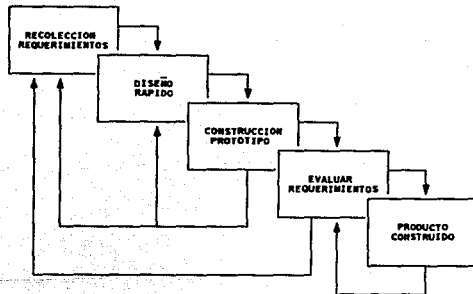 RECOLECCION
REQUERIMIENTOS
DISEÑO
RAPIDO
CONSTRUCCION
PROTOTIPO
EVALUAR
REQUERIMIENTOS
PRODUCTO
CONSTRUIDO